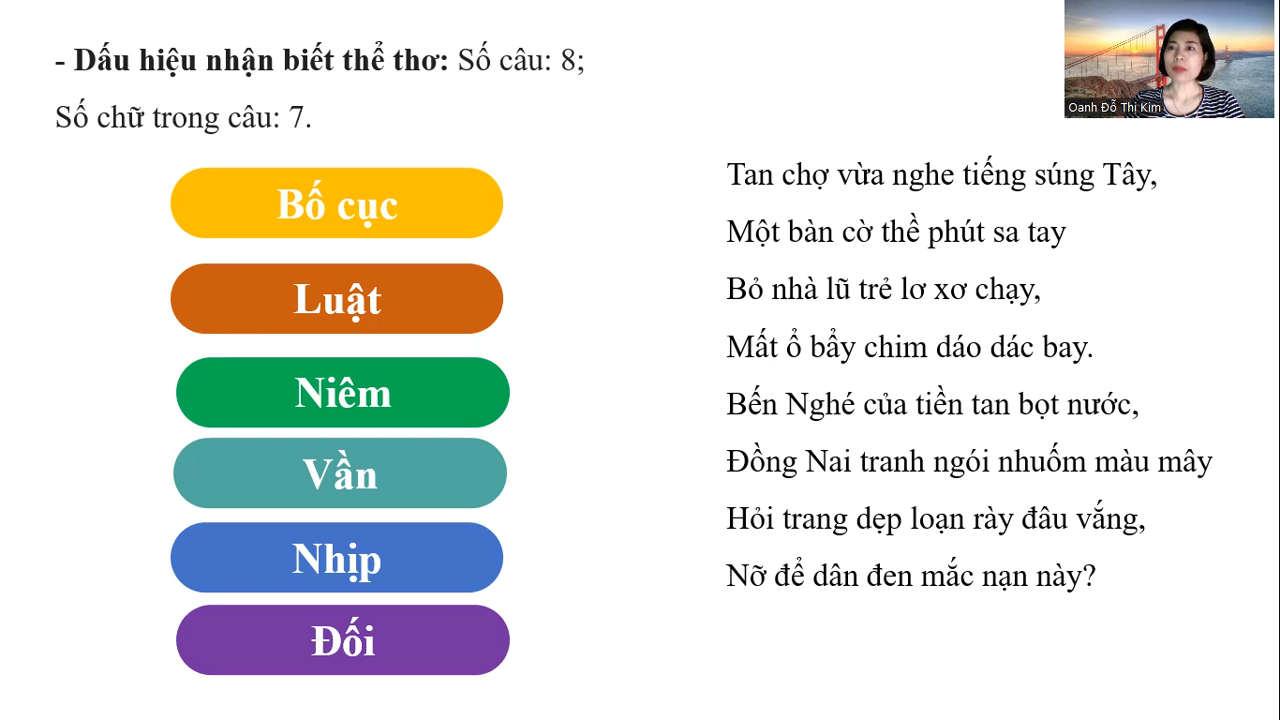 - Dấu hiệu nhận biết thể thơ: Số câu: 8;
Số chữ trong câu: 7.
Oanh Đỗ Thị Kim
Bố cục
Luật
Niêm
Vần
Nhịp
Đối
Tan chợ vừa nghe tiếng súng Tây,
Một bàn cờ thề phút sa tay
Bỏ nhà lũ trẻ lơ xơ chạy,
Mất ổ bẩy chim dáo dác bay.
Bến Nghé của tiền tan bọt nước,
Đồng Nai tranh ngói nhuốm màu mây
Hỏi trang dẹp loạn rày đâu vắng,
Nỡ để dân đen mắc nạn này?